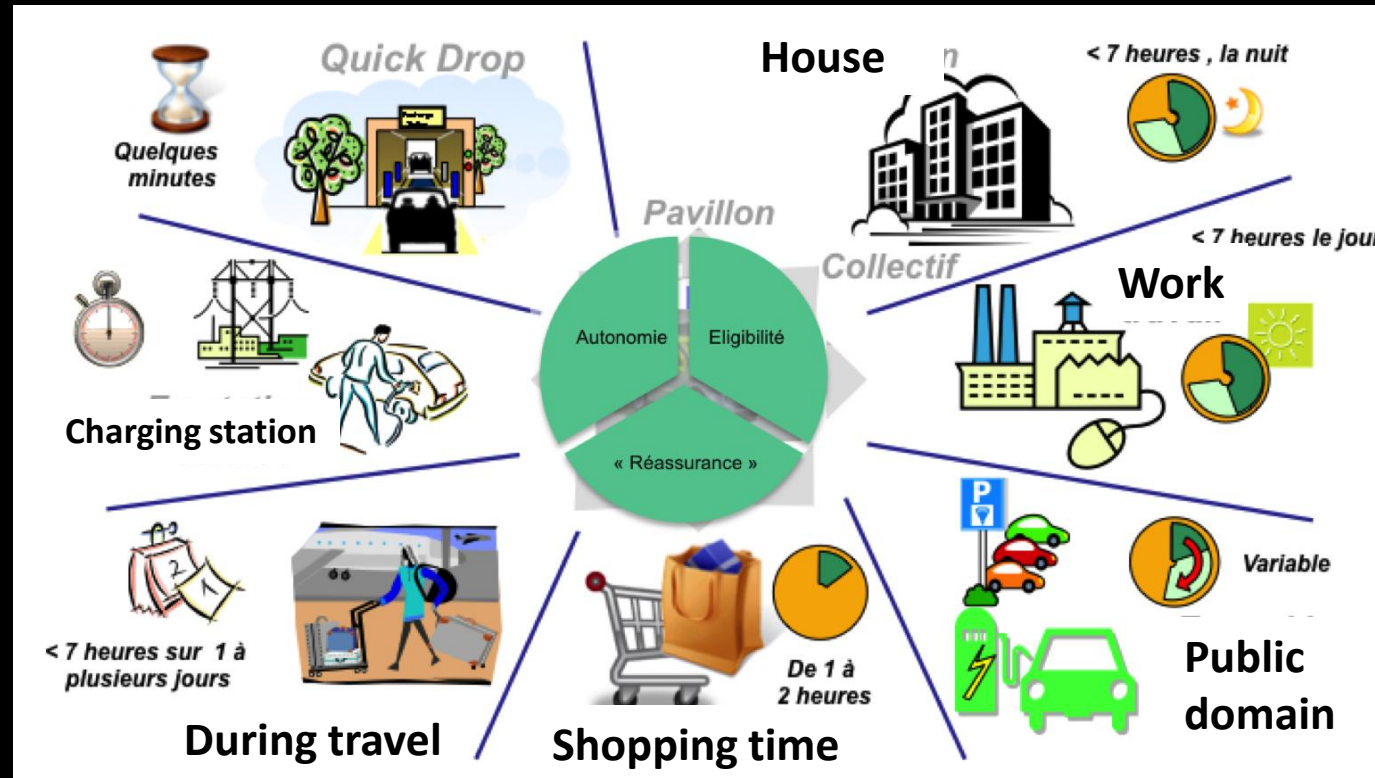 Quick Drop
Quelques
minutes
House
< 7 heures , la nuit
Pavillon
Collectif
< 7 heures le jour
Work
Autonomie
Eligibilité
« Réassurance »
Charging station
P
Variable
Public
domain
2
1
< 7 heures sur 1 à
plusieurs jours
During travel
De 1 à
2 heures
Shopping time